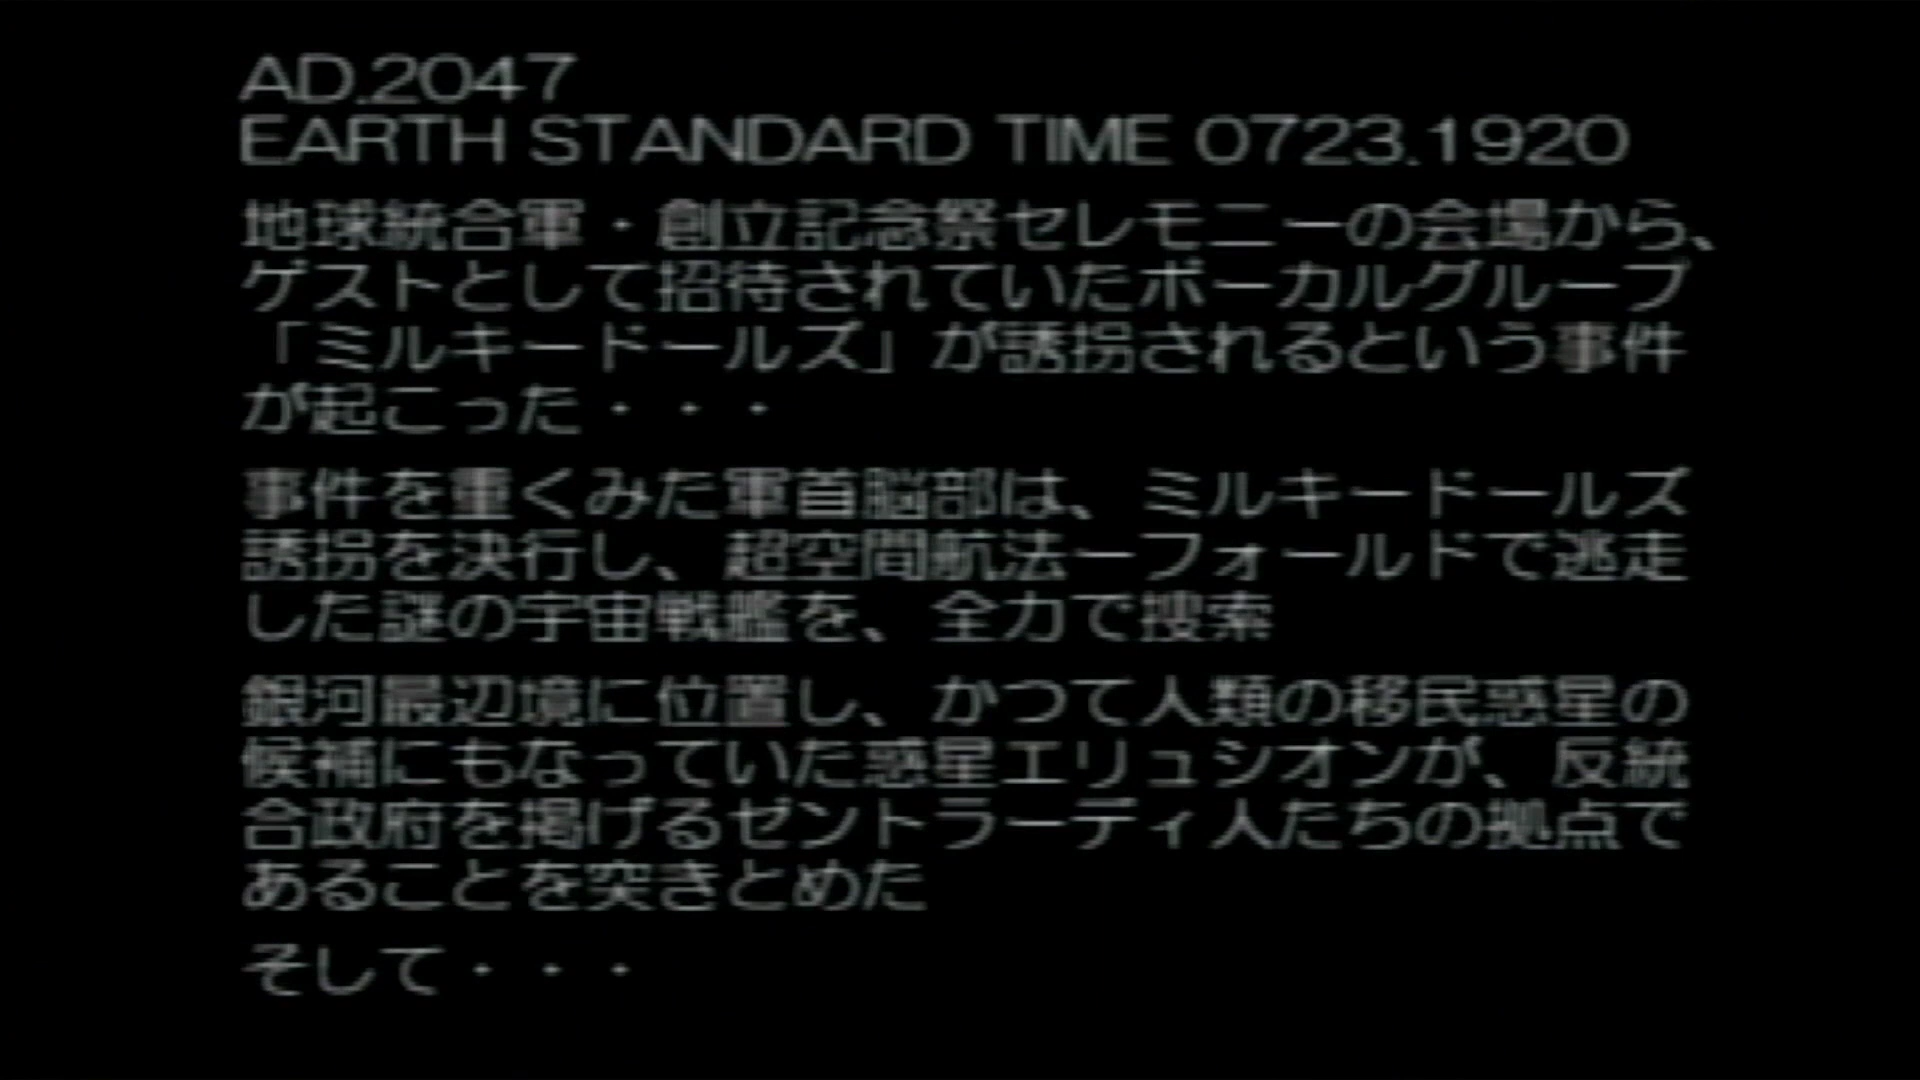 AD.2047
EARTH STANDARD TIME 0723.1920
地球統合軍・創立記念祭セレモニーの会場から、
ゲストとして招待されていたボーカルグループ
「ミルキードールズ」が誘拐されるという事件
が起こった・・・
事件を重くみた軍首脳部は、ミルキードールズ
誘拐を決行し、超空間航法ーフォールドで逃走
した謎の宇宙戦艦を、全力で捜索
銀河最辺境に位置し、かつて人類の移民惑星の
候補にもなっていた惑星エリュシオンが、反統
合政府を掲げるゼントラーディ人たちの拠点で
あることを突きとめた
そして・・・